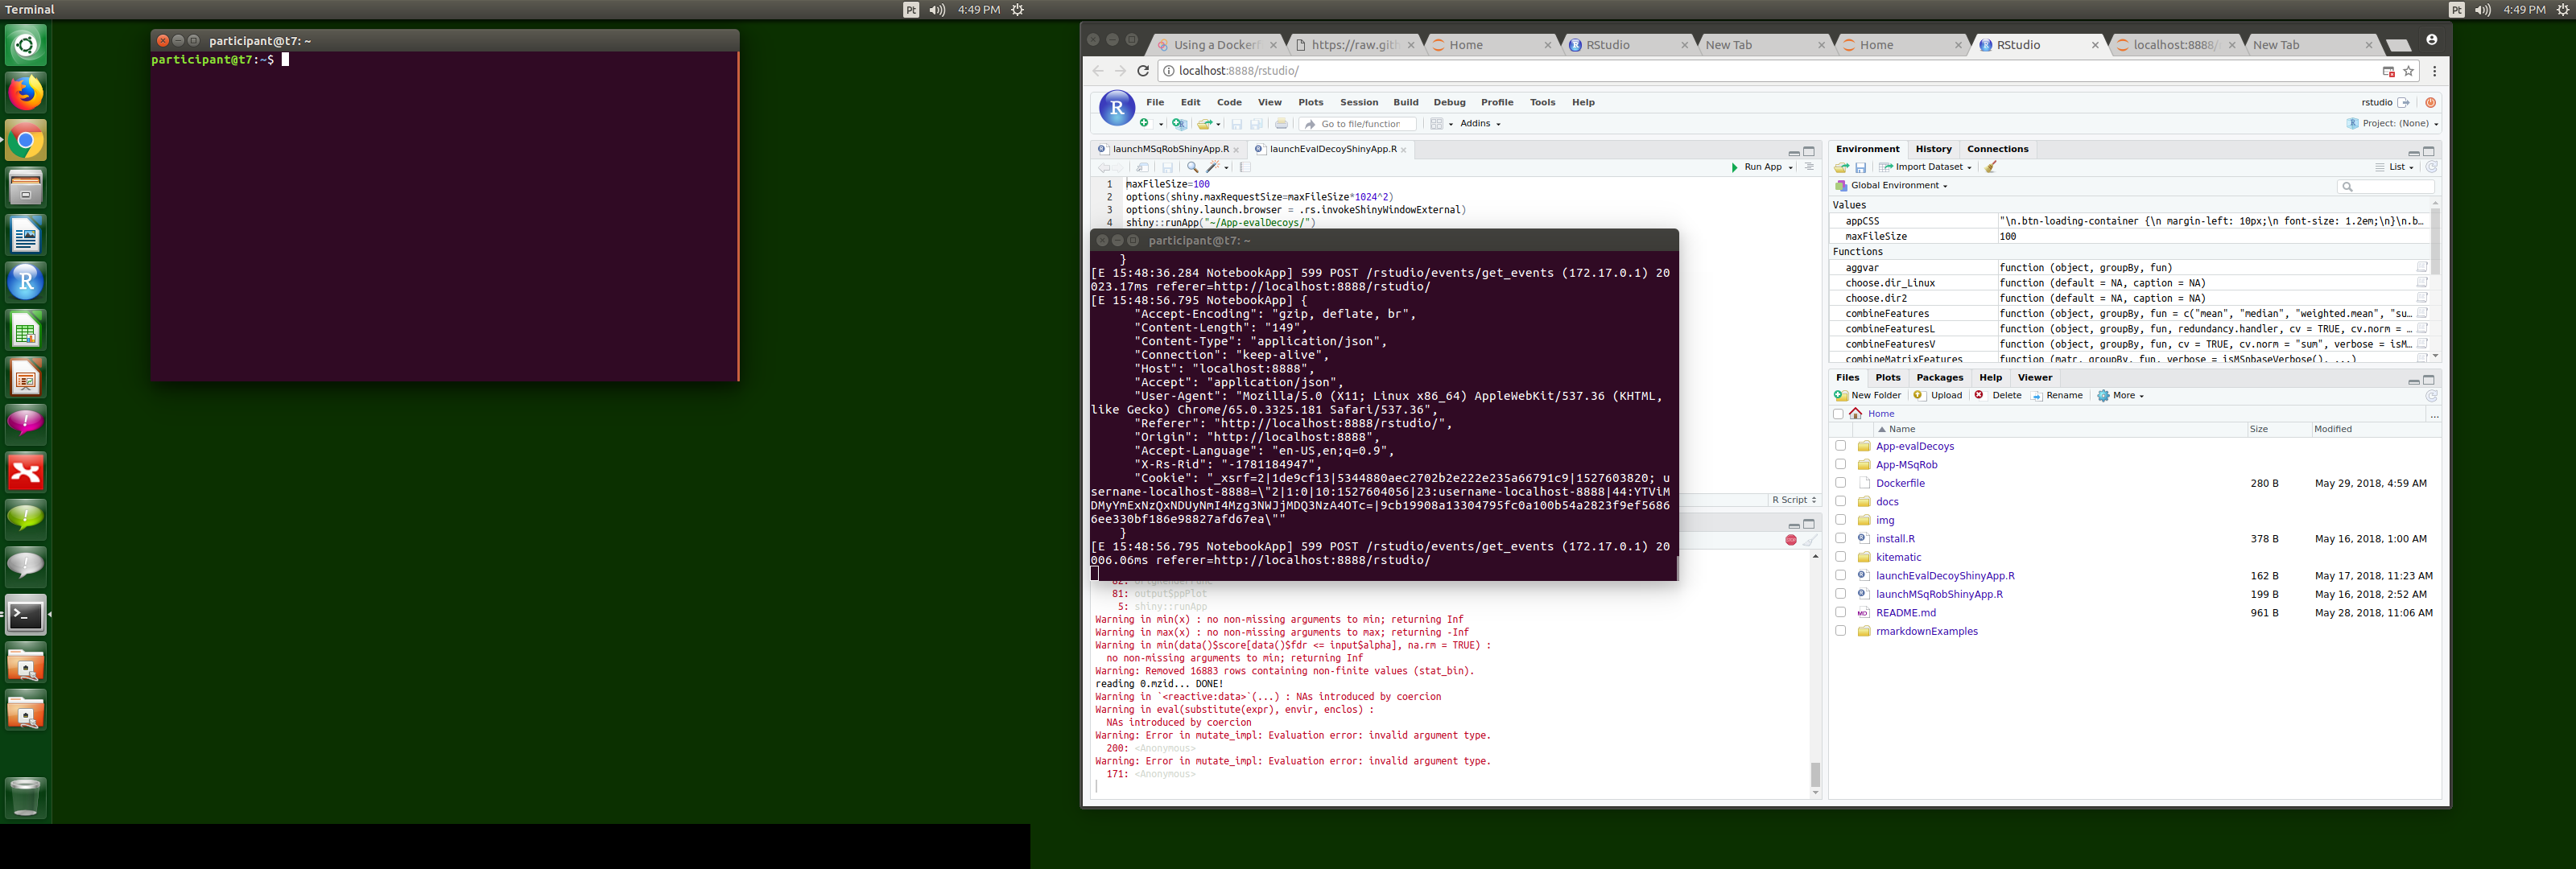 Terminal
Pt 4:49 PM
Pt 4:49 PM
participant@t7: ~
participant@t7:~$
Using a Dockerf
https://raw.gith
Home
RStudio
New Tab
Home
RStudio
localhost:8888/
New Tab
localhost:8888/rstudio/
File Edit Code View Plots Session Build Debug Profile Tools Help
rstudio
Go to file/function
Addins
Project: (None)
launchMSqRobShinyApp.R
launchEvalDecoyShinyApp.R
Run App
1 maxFileSize=100
2 options(shiny.maxRequestSize=maxFileSize*1024^2)
3 options(shiny.launch.browser = .rs.invokeShinyWindowExternal)
4 shiny::runApp("~/App-evalDecoys/")
R Script
participant@t7: ~
}
[E 15:48:36.284 NotebookApp] 599 POST /rstudio/events/get_events (172.17.0.1) 20
023.17ms referer=http://localhost:8888/rstudio/
[E 15:48:56.795 NotebookApp] {
"Accept-Encoding": "gzip, deflate, br",
"Content-Length": "149",
"Content-Type": "application/json",
"Connection": "keep-alive",
"Host": "localhost:8888",
"Accept": "application/json",
"User-Agent": "Mozilla/5.0 (X11; Linux x86_64) AppleWebKit/537.36 (KHTML,
like Gecko) Chrome/65.0.3325.181 Safari/537.36",
"Referer": "http://localhost:8888/rstudio/",
"Origin": "http://localhost:8888",
"Accept-Language": "en-US,en;q=0.9",
"X-Rs-Rid": "-1781184947",
"Cookie": "_xsrf=2|1de9cf13|5344880aec2702b2e222e235a66791c9|1527603820; u
sername-localhost-8888=\"2|1:0|10:1527604056|23:username-localhost-8888|44:YTViM
DMyYmExNzQxNDUyNmI4Mzg3NWJjMDQ3NzA4OTc=|9cb19908a13304795fc0a100b54a2823f9ef5686
6ee330bf186e98827afd67ea\""
}
[E 15:48:56.795 NotebookApp] 599 POST /rstudio/events/get_events (172.17.0.1) 20
006.06ms referer=http://localhost:8888/rstudio/
81: output$ppPlot
5: shiny::runApp
Warning in min(x) : no non-missing arguments to min; returning Inf
Warning in max(x) : no non-missing arguments to max; returning -Inf
Warning in min(data()$score[data()$fdr <= input$alpha], na.rm = TRUE) :
no non-missing arguments to min; returning Inf
Warning: Removed 16883 rows containing non-finite values (stat_bin).
reading 0.mzid... DONE!
Warning in `<reactive:data>`(...) : NAs introduced by coercion
Warning in eval(substitute(expr), envir, enclos) :
NAs introduced by coercion
Warning: Error in mutate_impl: Evaluation error: invalid argument type.
200: <Anonymous>
Warning: Error in mutate_impl: Evaluation error: invalid argument type.
171: <Anonymous>
Environment History Connections
Import Dataset
List
Global Environment
Values
appCSS "\n.btn-loading-container {\n margin-left: 10px;\n font-size: 1.2em;\n}\n.b…
maxFileSize 100
Functions
aggvar function (object, groupBy, fun)
choose.dir_Linux function (default = NA, caption = NA)
choose.dir2 function (default = NA, caption = NA)
combineFeatures function (object, groupBy, fun = c("mean", "median", "weighted.mean", "su…
combineFeaturesL function (object, groupBy, fun, redundancy.handler, cv = TRUE, cv.norm = …
combineFeaturesV function (object, groupBy, fun, cv = TRUE, cv.norm = "sum", verbose = isM…
combineMatrixFeatures function (matr, groupBy, fun, verbose = isMSnbaseVerbose(), ...)
Files Plots Packages Help Viewer
New Folder Upload Delete Rename More
Home ...
Name Size Modified
App-evalDecoys
App-MSqRob
Dockerfile 280 B May 29, 2018, 4:59 AM
docs
img
install.R 378 B May 16, 2018, 1:00 AM
kitematic
launchEvalDecoyShinyApp.R 162 B May 17, 2018, 11:23 AM
launchMSqRobShinyApp.R 199 B May 16, 2018, 2:52 AM
README.md 961 B May 28, 2018, 11:06 AM
rmarkdownExamples